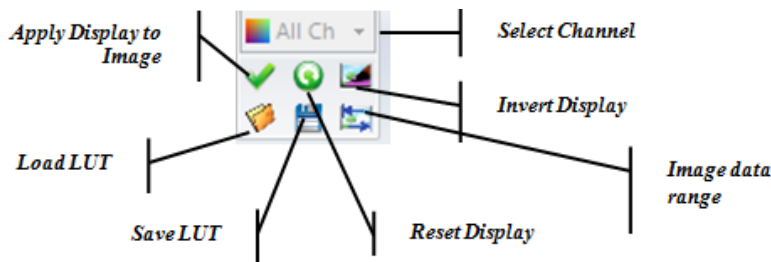 Apply Display to
Image
All Ch
Select Channel
Invert Display
Load LUT
Image data
range
Save LUT
Reset Display